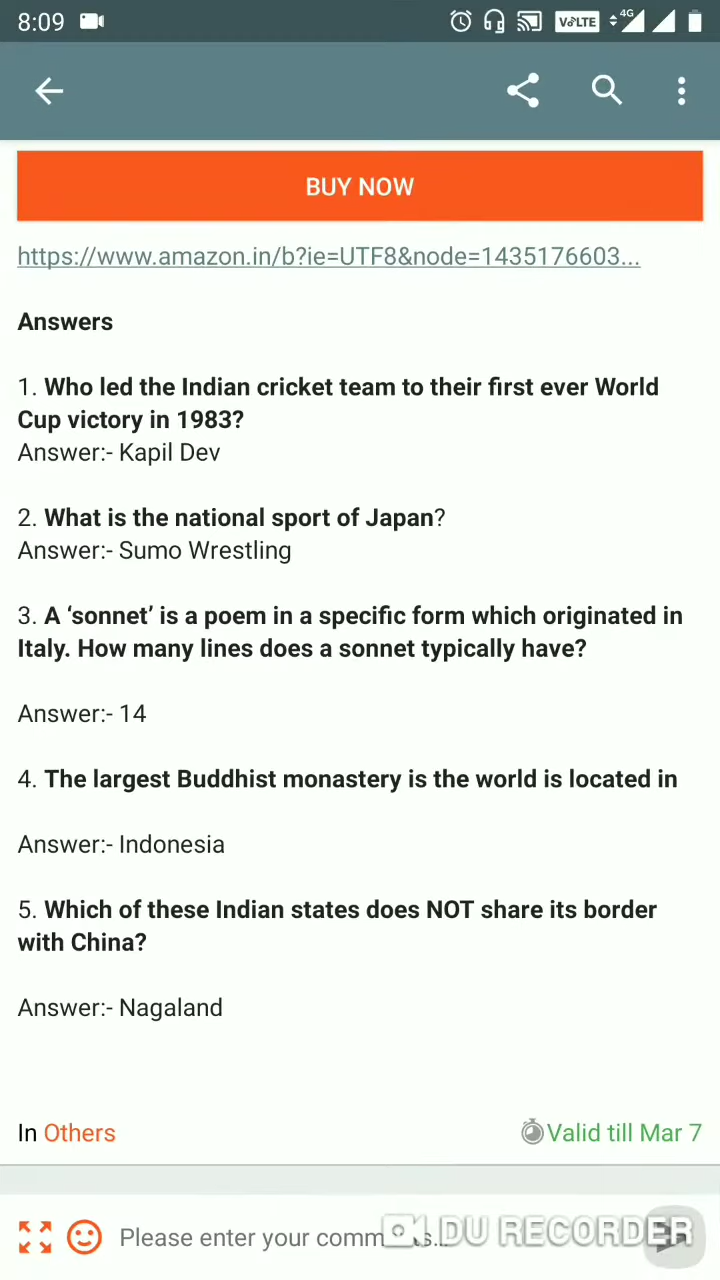 8:09
VoLTE 4G
BUY NOW
https://www.amazon.in/b?ie=UTF8&node=1435176603...
Answers
1. Who led the Indian cricket team to their first ever World
Cup victory in 1983?
Answer:- Kapil Dev
2. What is the national sport of Japan?
Answer:- Sumo Wrestling
3. A ‘sonnet’ is a poem in a specific form which originated in
Italy. How many lines does a sonnet typically have?
Answer:- 14
4. The largest Buddhist monastery is the world is located in
Answer:- Indonesia
5. Which of these Indian states does NOT share its border
with China?
Answer:- Nagaland
In Others
Valid till Mar 7
Please enter your
DU RECORDER